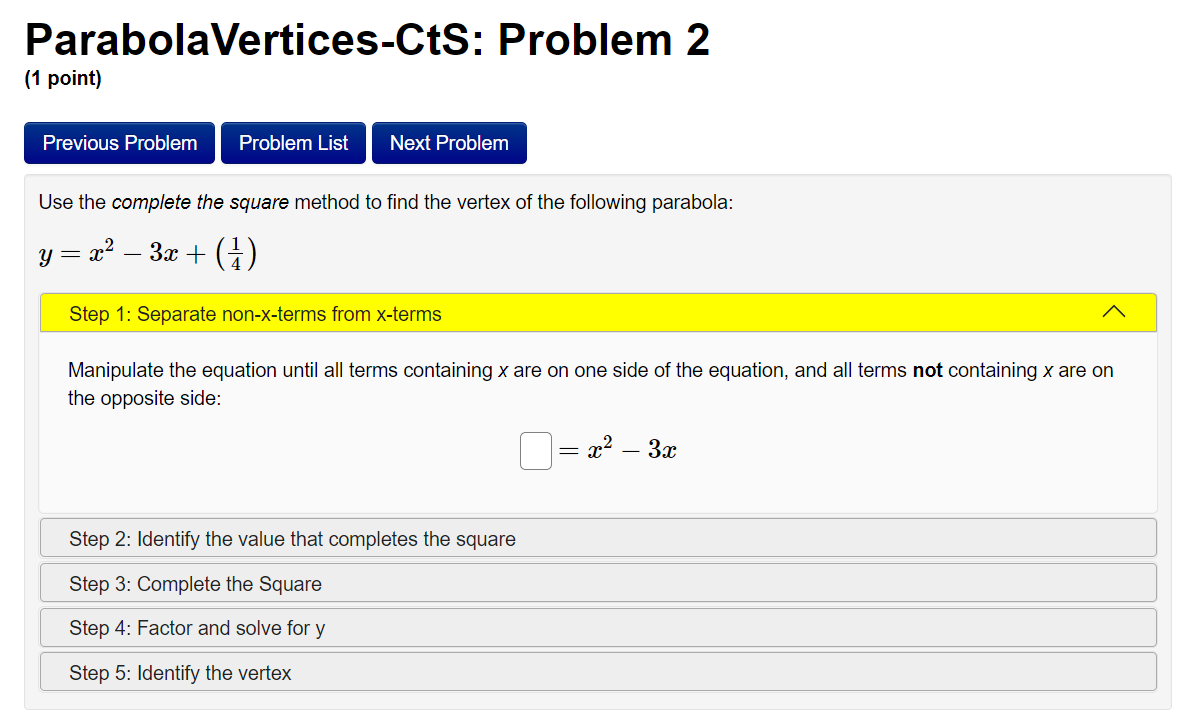 ParabolaVertices-CtS: Problem 2
(1 point)
Previous Problem Problem List Next Problem
Use the complete the square method to find the vertex of the following parabola:
y = x² − 3x + (1/4)
Step 1: Separate non-x-terms from x-terms
Manipulate the equation until all terms containing x are on one side of the equation, and all terms not containing x are on
the opposite side:
= x² − 3x
Step 2: Identify the value that completes the square
Step 3: Complete the Square
Step 4: Factor and solve for y
Step 5: Identify the vertex